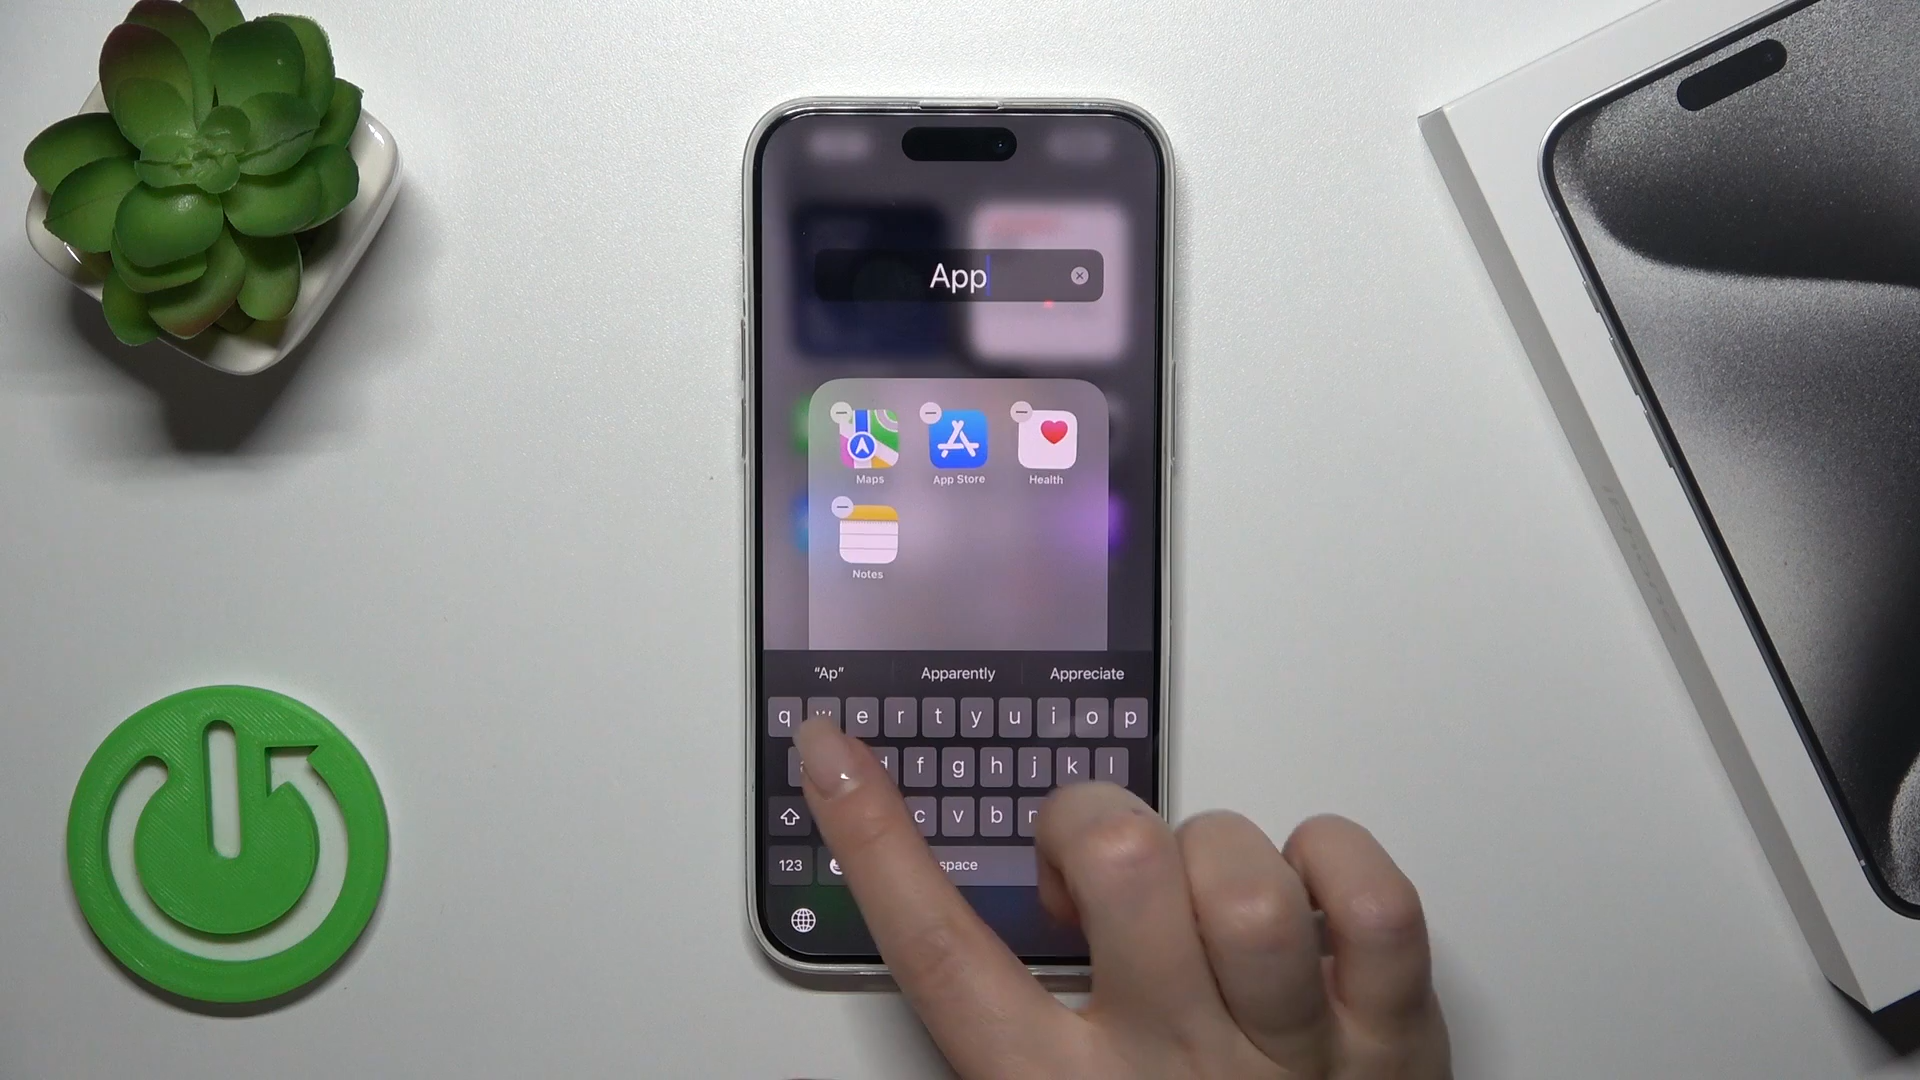 App
Maps App Store Health
Notes
“Ap” Apparently Appreciate
q w e r t y u i o p
f g h j k l
c v b
123 space